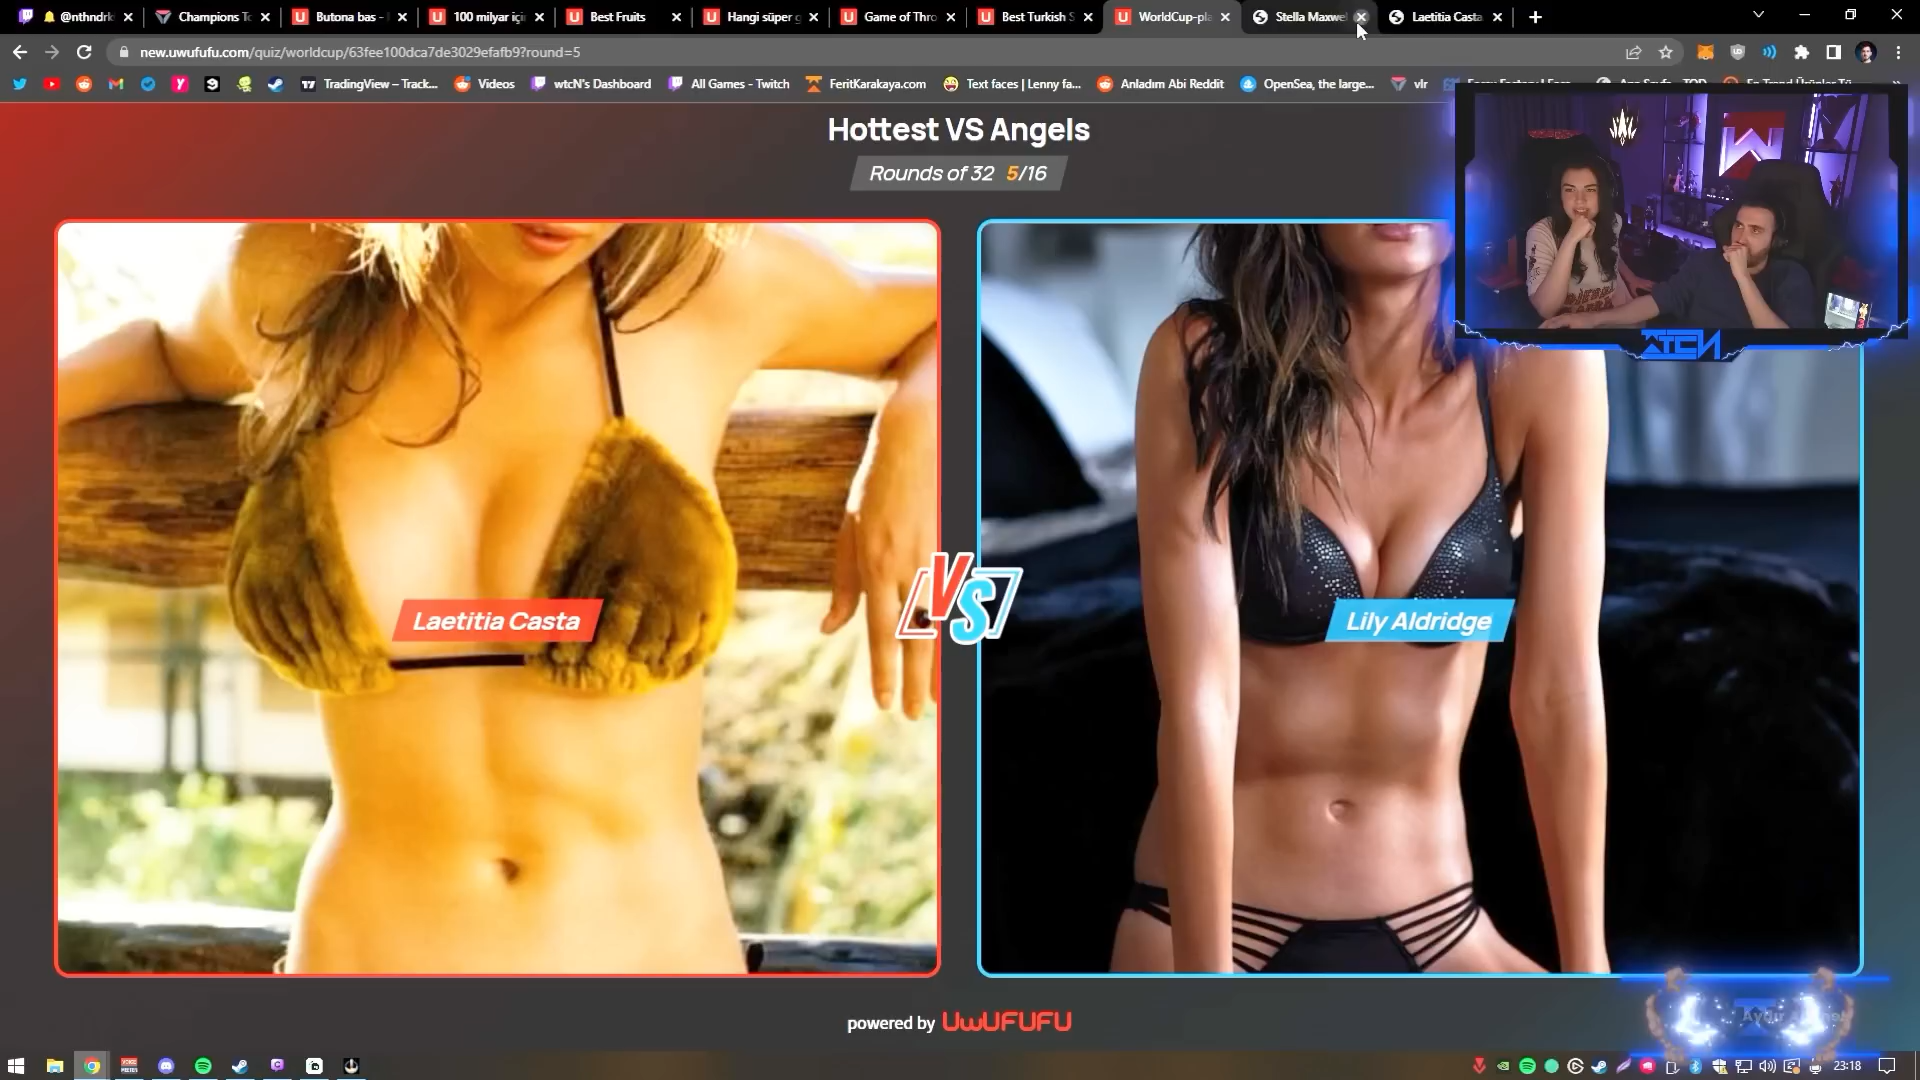 @nthndrk
Champions To
Butona bas -
100 milyar içi
Best Fruits
Hangi süper g
Game of Thro
Best Turkish S
WorldCup-pla
Stella Maxwe
Laetitia Casta
new.uwufufu.com/quiz/worldcup/63fee100dca7de3029efafb9?round=5
TradingView – Track...
Videos
wtcN's Dashboard
All Games - Twitch
FeritKarakaya.com
Text faces | Lenny fa...
Anladım Abi Reddit
OpenSea, the large...
vlr
Hottest VS Angels
Rounds of 32 5/16
WTCN
Laetitia Casta
VS
Lily Aldridge
powered by UwUFUFU
23:18